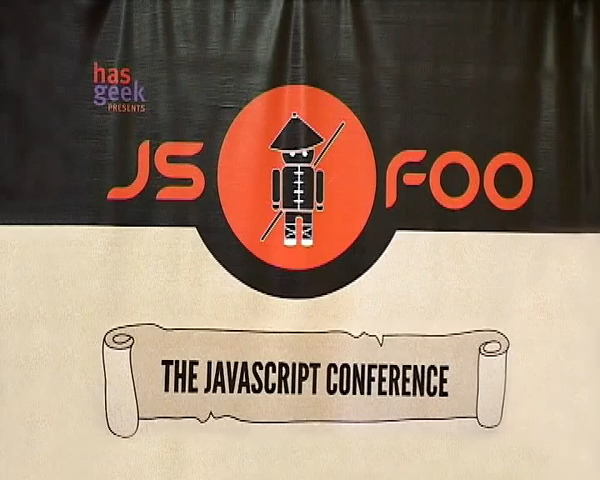 has
geek
PRESENTS
JS FOO
THE JAVASCRIPT CONFERENCE